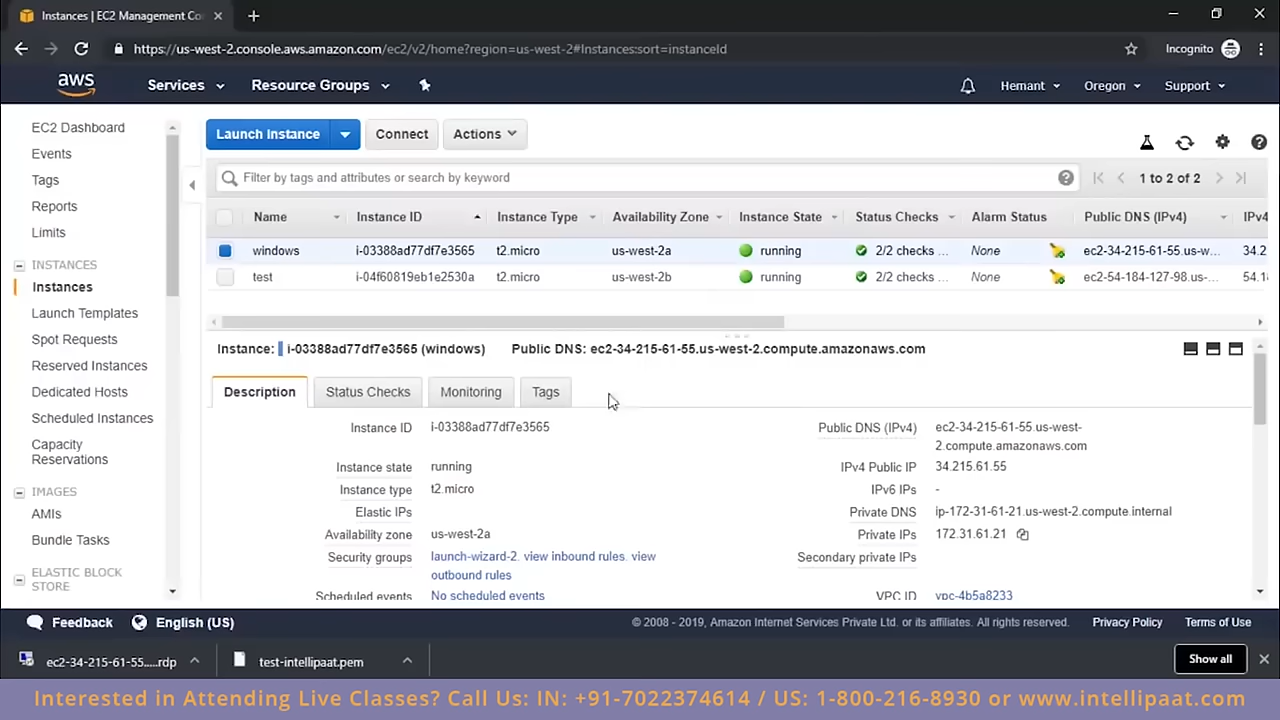 Instances | EC2 Management Co
https://us-west-2.console.aws.amazon.com/ec2/v2/home?region=us-west-2#Instances:sort=instanceId
Incognito
aws
Services
Resource Groups
Hemant
Oregon
Support
EC2 Dashboard
Events
Tags
Reports
Limits
INSTANCES
Instances
Launch Templates
Spot Requests
Reserved Instances
Dedicated Hosts
Scheduled Instances
Capacity
Reservations
IMAGES
AMIs
Bundle Tasks
ELASTIC BLOCK
STORE
Launch Instance
Connect
Actions
Filter by tags and attributes or search by keyword
1 to 2 of 2
Name Instance ID Instance Type Availability Zone Instance State Status Checks Alarm Status Public DNS (IPv4) IPv4
windows i-03388ad77df7e3565 t2.micro us-west-2a running 2/2 checks ... None ec2-34-215-61-55.us-w... 34.2
test i-04f60819eb1e2530a t2.micro us-west-2b running 2/2 checks ... None ec2-54-184-127-98.us-... 54.1
Instance: i-03388ad77df7e3565 (windows) Public DNS: ec2-34-215-61-55.us-west-2.compute.amazonaws.com
Description
Status Checks
Monitoring
Tags
Instance ID i-03388ad77df7e3565
Instance state running
Instance type t2.micro
Elastic IPs
Availability zone us-west-2a
Security groups launch-wizard-2. view inbound rules. view
outbound rules
Scheduled events No scheduled events
Public DNS (IPv4) ec2-34-215-61-55.us-west-
2.compute.amazonaws.com
IPv4 Public IP 34.215.61.55
IPv6 IPs -
Private DNS ip-172-31-61-21.us-west-2.compute.internal
Private IPs 172.31.61.21
Secondary private IPs
VPC ID vpc-4b5a8233
Feedback
English (US)
© 2008 - 2019, Amazon Internet Services Private Ltd. or its affiliates. All rights reserved.
Privacy Policy
Terms of Use
ec2-34-215-61-55.....rdp
test-intellipaat.pem
Show all
Interested in Attending Live Classes? Call Us: IN: +91-7022374614 / US: 1-800-216-8930 or www.intellipaat.com